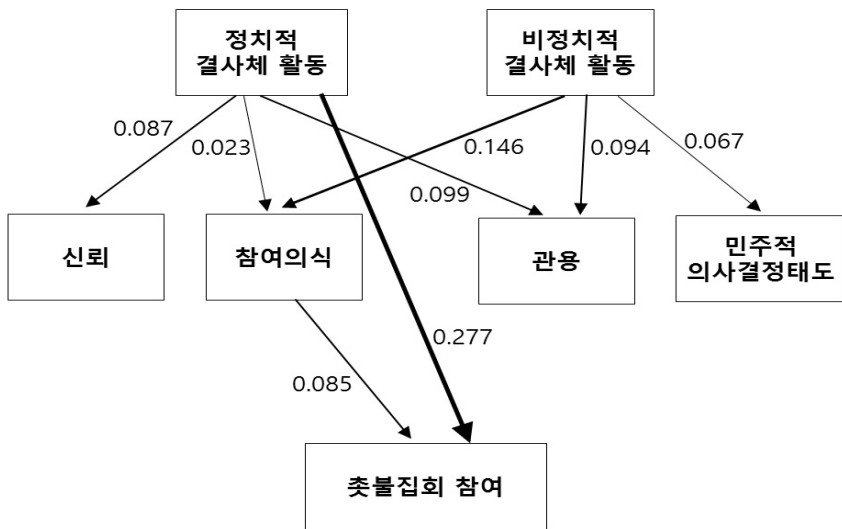 정치적
결사체 활동
비정치적
결사체 활동
0.087
0.023
0.146
0.094
0.067
0.099
신뢰
참여의식
관용
민주적
의사결정태도
0.277
0.085
촛불집회 참여